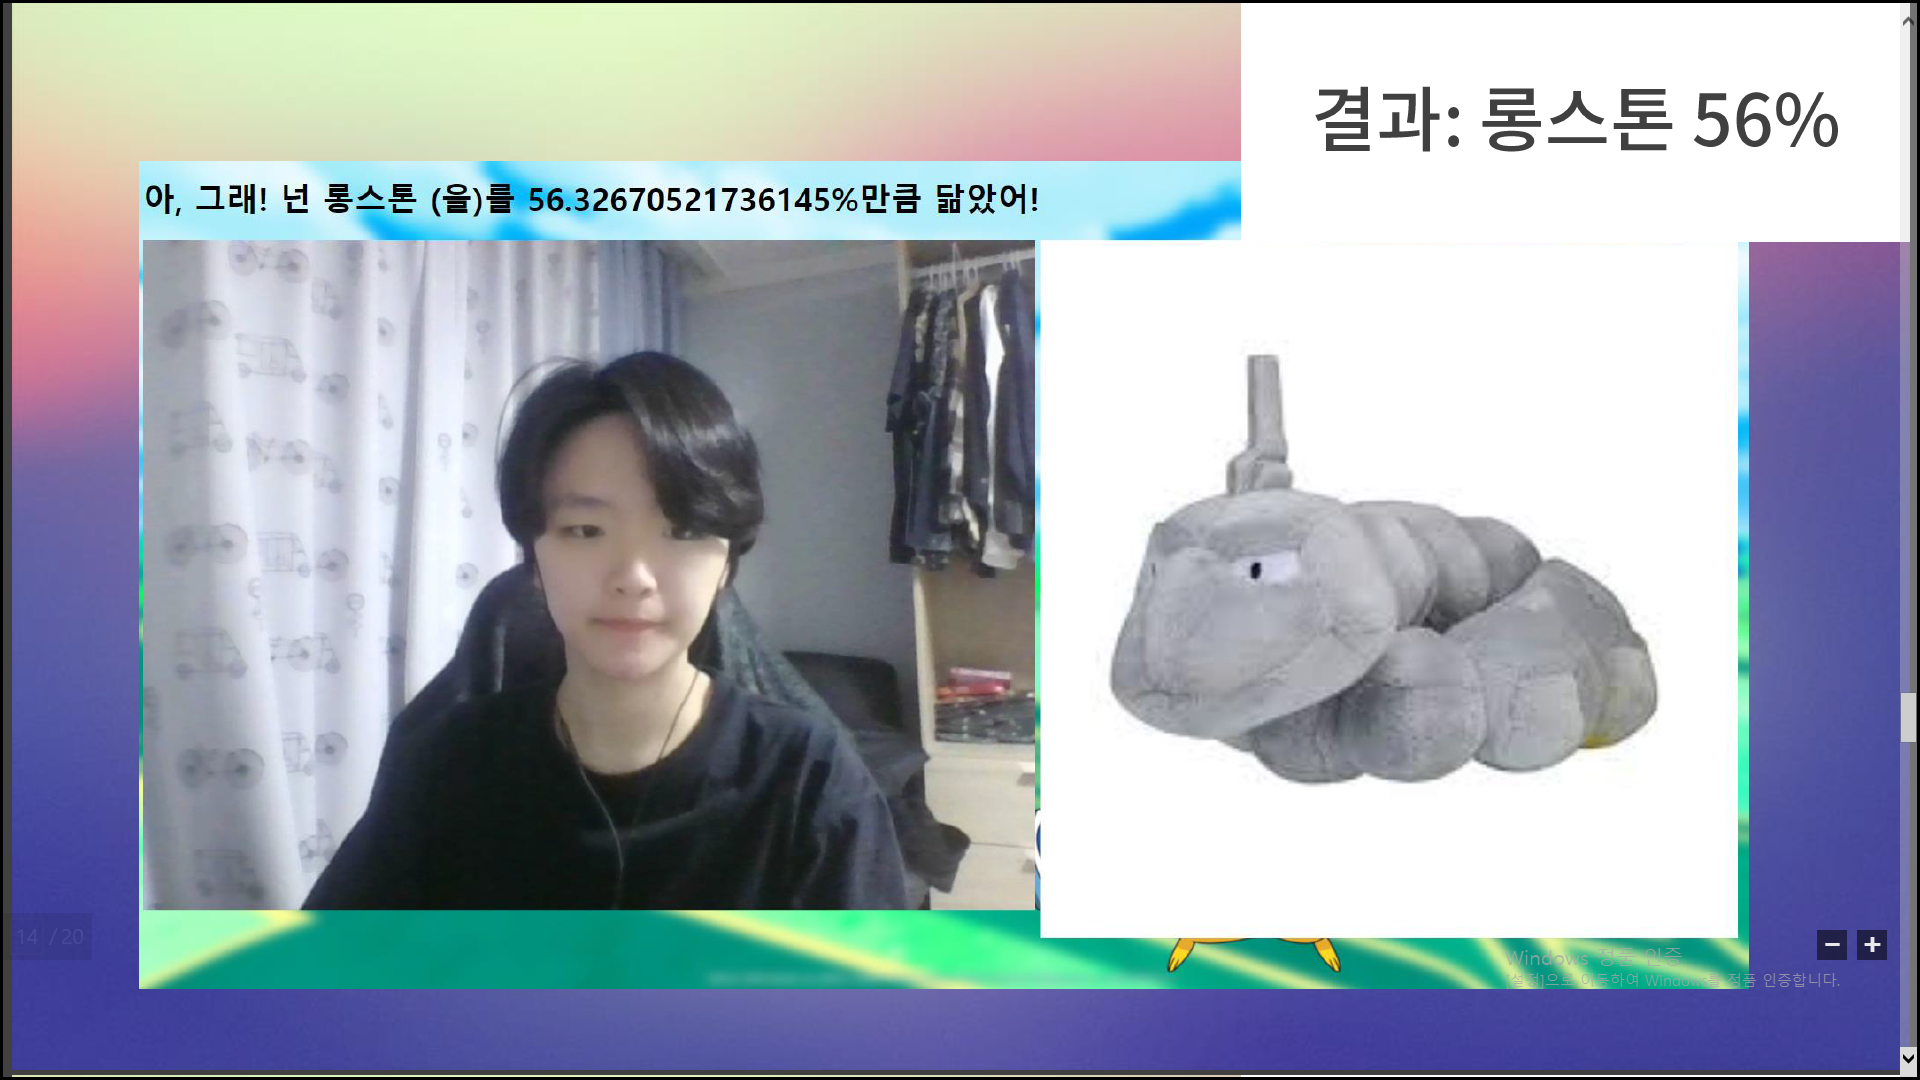 결과: 롱스톤 56%
아, 그래! 넌 롱스톤 (을)를 56.32670521736145%만큼 닮았어!
14 / 20
Windows 정품 인증
[설정]으로 이동하여 Windows를 정품 인증합니다.